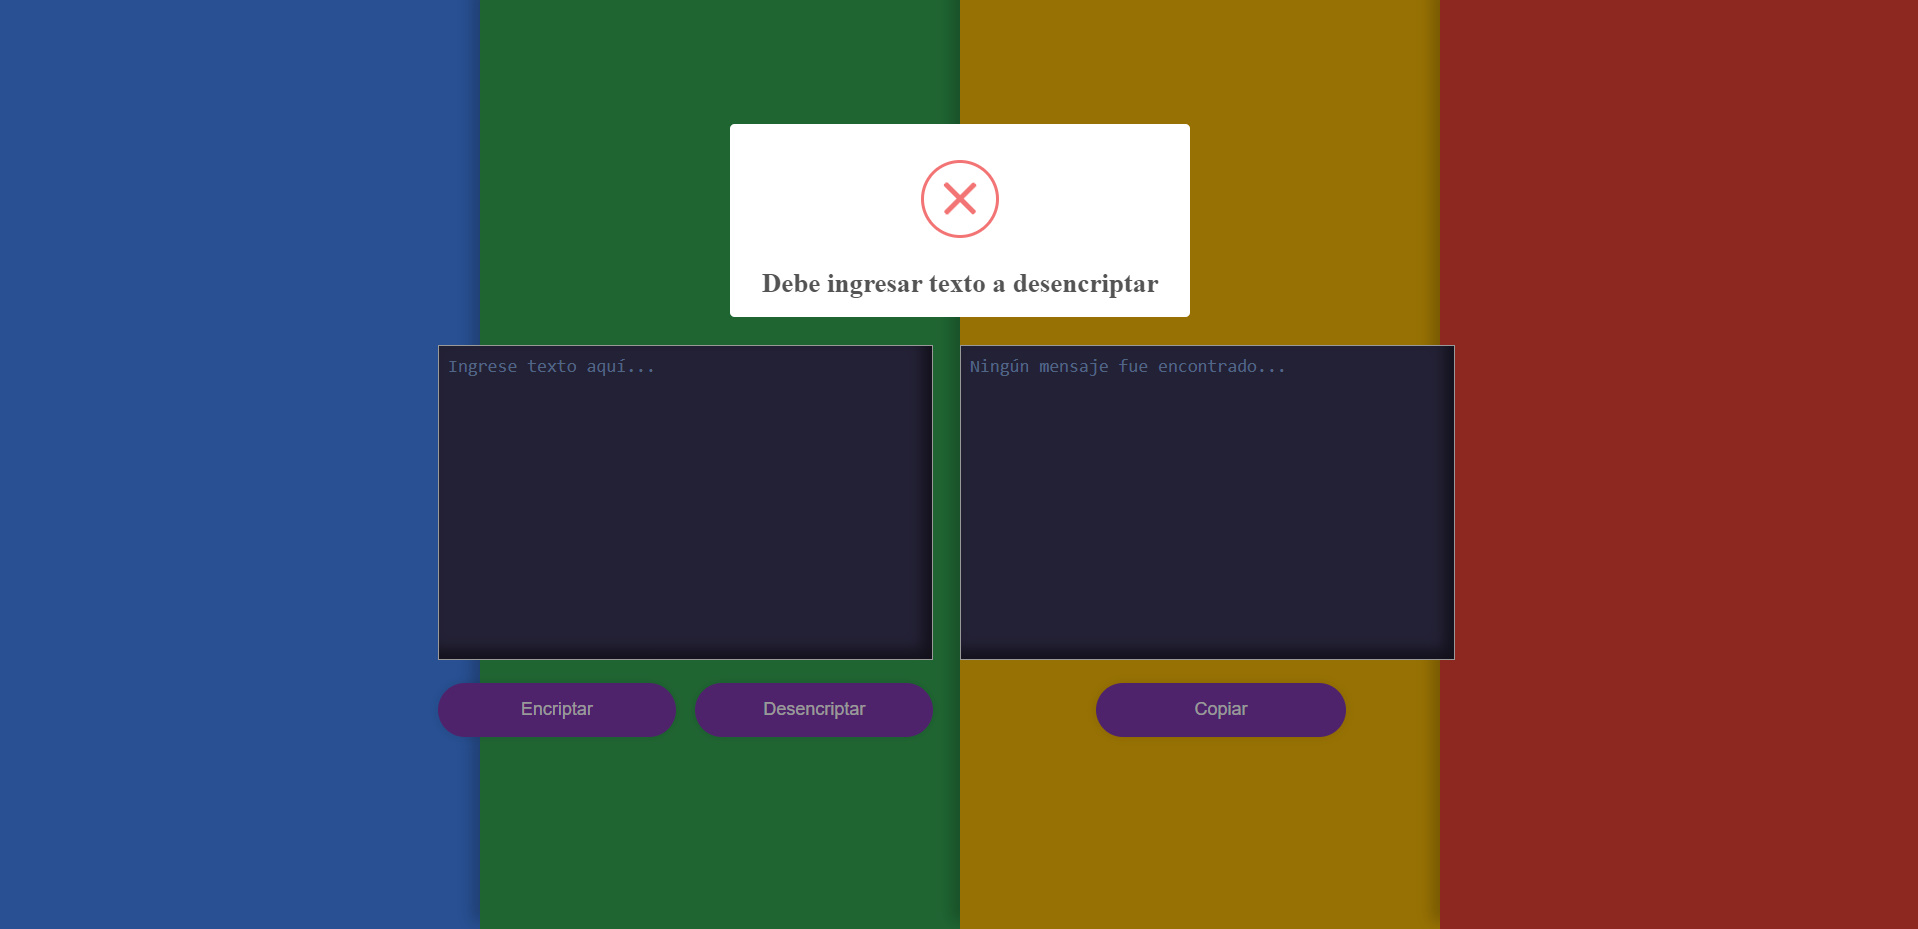 Debe ingresar texto a desencriptar
Ingrese texto aquí...
Ningún mensaje fue encontrado...
Encriptar
Desencriptar
Copiar